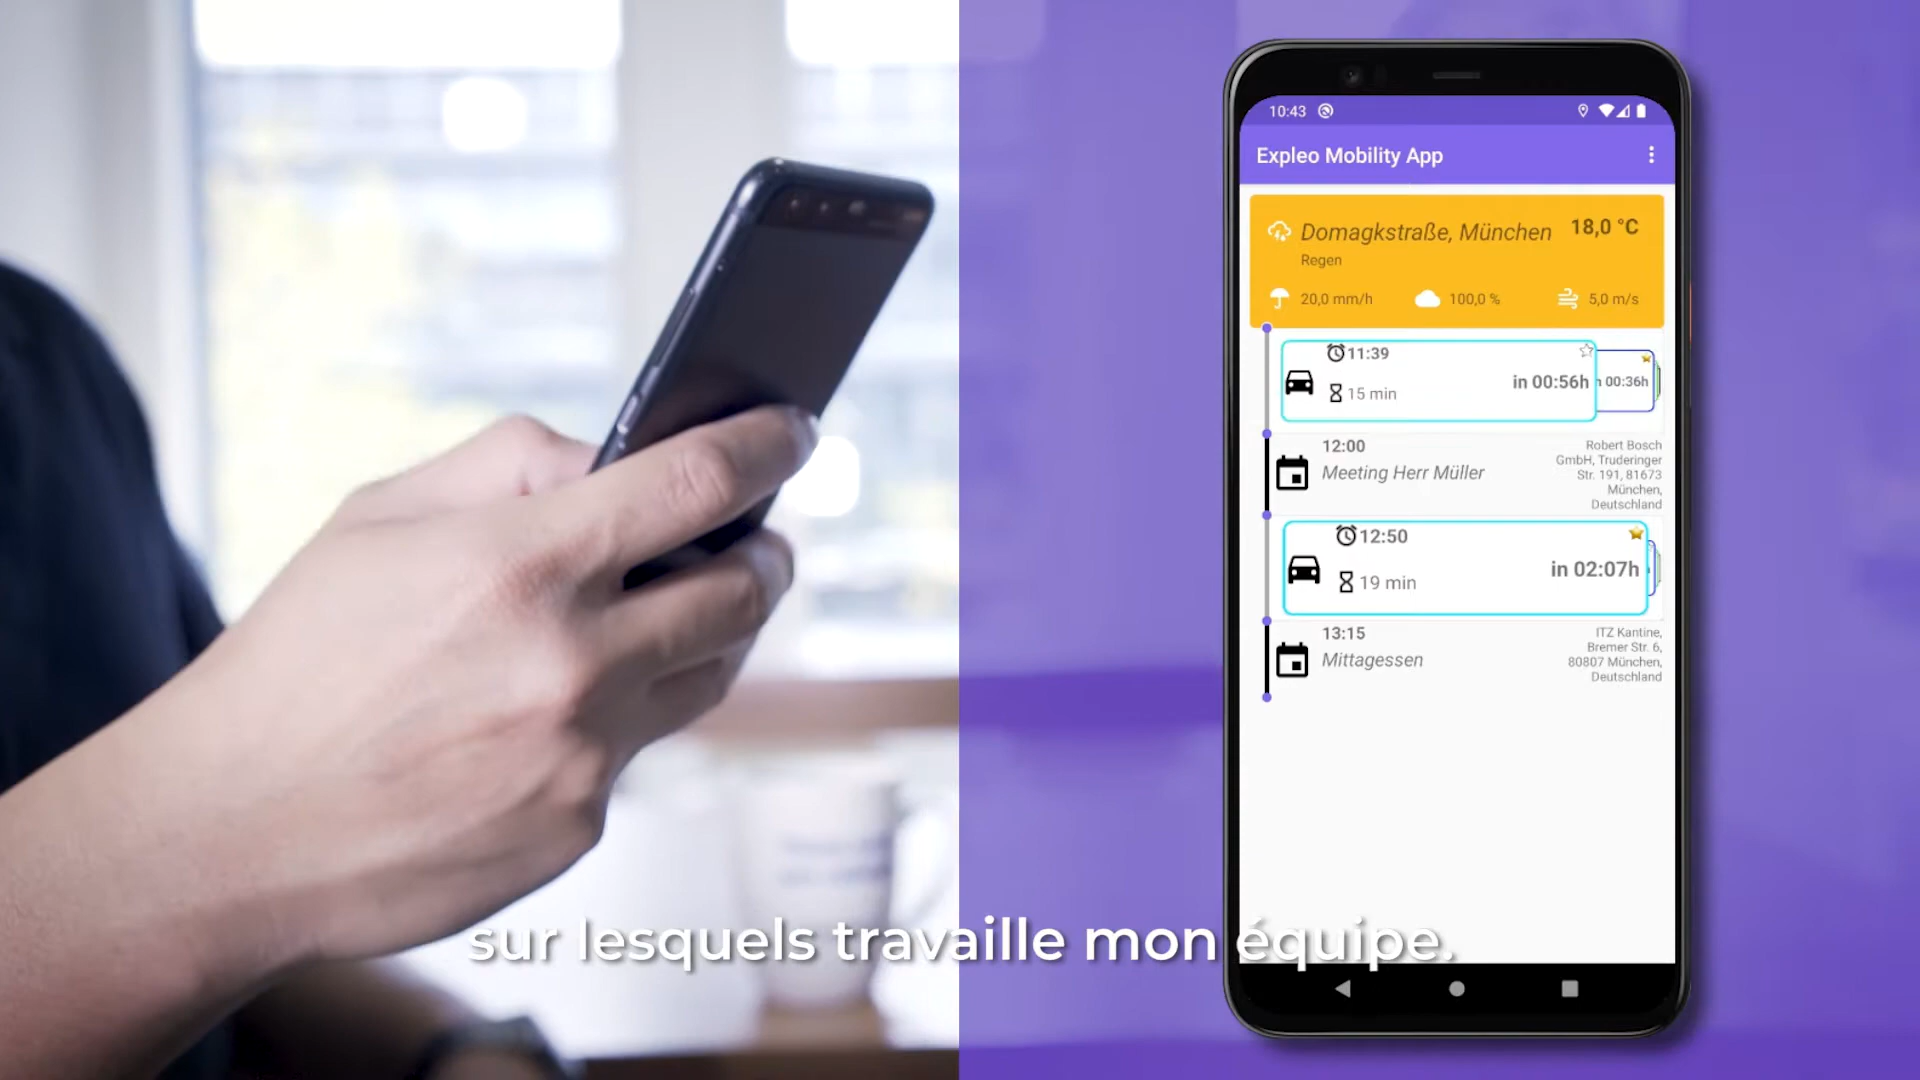 10:43
Expleo Mobility App
Domagkstraße, München
18,0 °C
Regen
20,0 mm/h
100,0 %
5,0 m/s
11:39
15 min
in 00:56h
00:36h
12:00
Meeting Herr Müller
Robert Bosch
GmbH, Truderinger
Str. 191, 81673
München,
Deutschland
12:50
19 min
in 02:07h
13:15
Mittagessen
ITZ Kantine,
Bremer Str. 6,
80807 München,
Deutschland
sur lesquels travaille mon équipe.